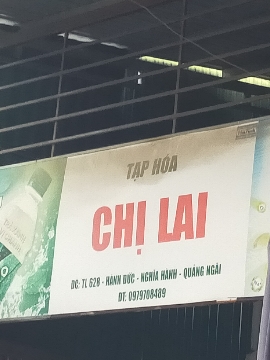 TẠP HÓA
CHỊ LAI
ĐC: TL 628 - HÀNH ĐỨC - NGHĨA HÀNH - QUẢNG NGÃI
ĐT: 0979708489